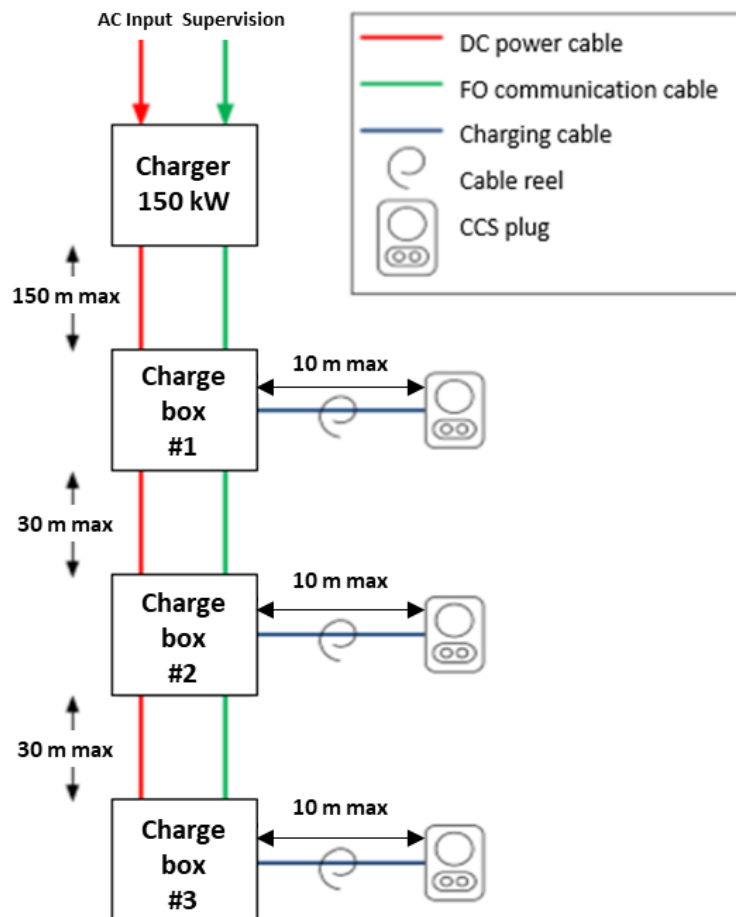 AC Input Supervision
DC power cable
FO communication cable
Charging cable
Cable reel
CCS plug
Charger
150 kW
150 m max
Charge
box
#1
10 m max
30 m max
Charge
box
#2
10 m max
30 m max
Charge
box
#3
10 m max